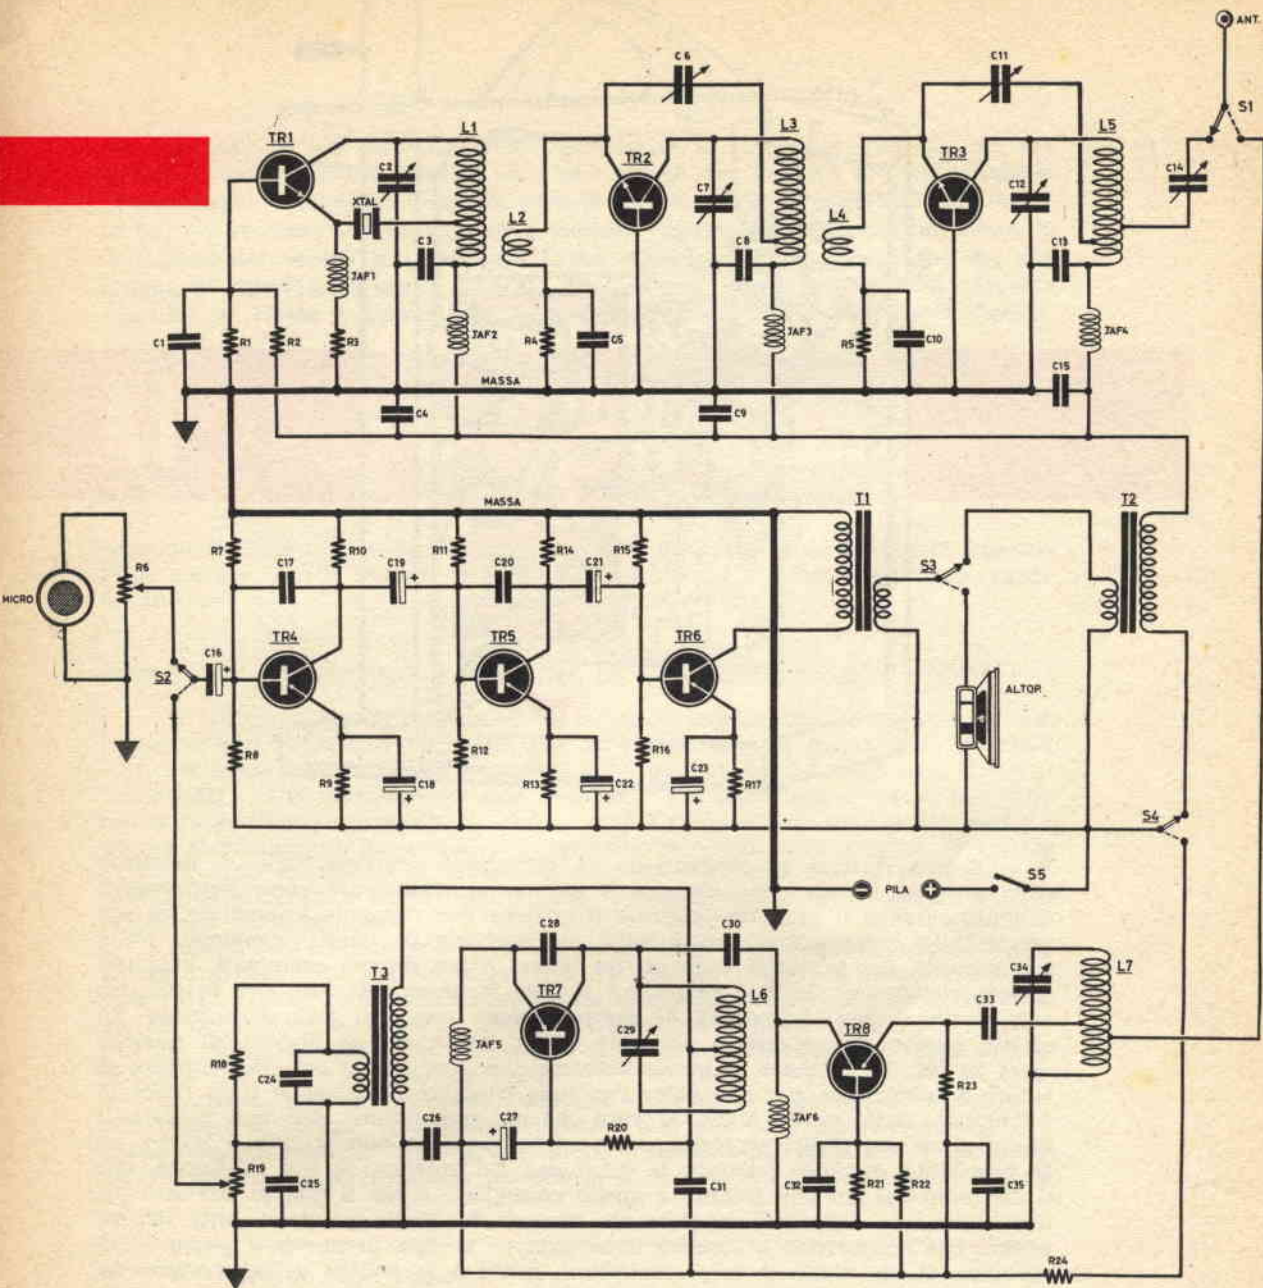 ANT.
S1
C6
C11
TR1
C2
L1
L3
L5
C14
TR2
TR3
XTAL
C7
C12
L2
L4
C3
C8
C13
JAF1
JAF2
JAF3
JAF4
C1
R1
R2
R3
R4
C5
R5
C10
MASSA
C15
C4
C9
MASSA
T1
T2
R7
R10
R11
R14
R15
C17
C19
+
C20
C21
+
R6
S3
MICRO
TR4
TR5
TR6
S2
C16
+
ALTOP.
R8
R12
R16
R9
C18
+
R13
C22
+
C23
+
R17
S4
PILA
S5
- +
C28
C30
C34
L7
T3
TR7
L6
C33
C29
TR8
JAF5
R18
C24
R23
JAF6
C26
+
C27
R20
R19
C25
C31
C32
R21
R22
C35
R24